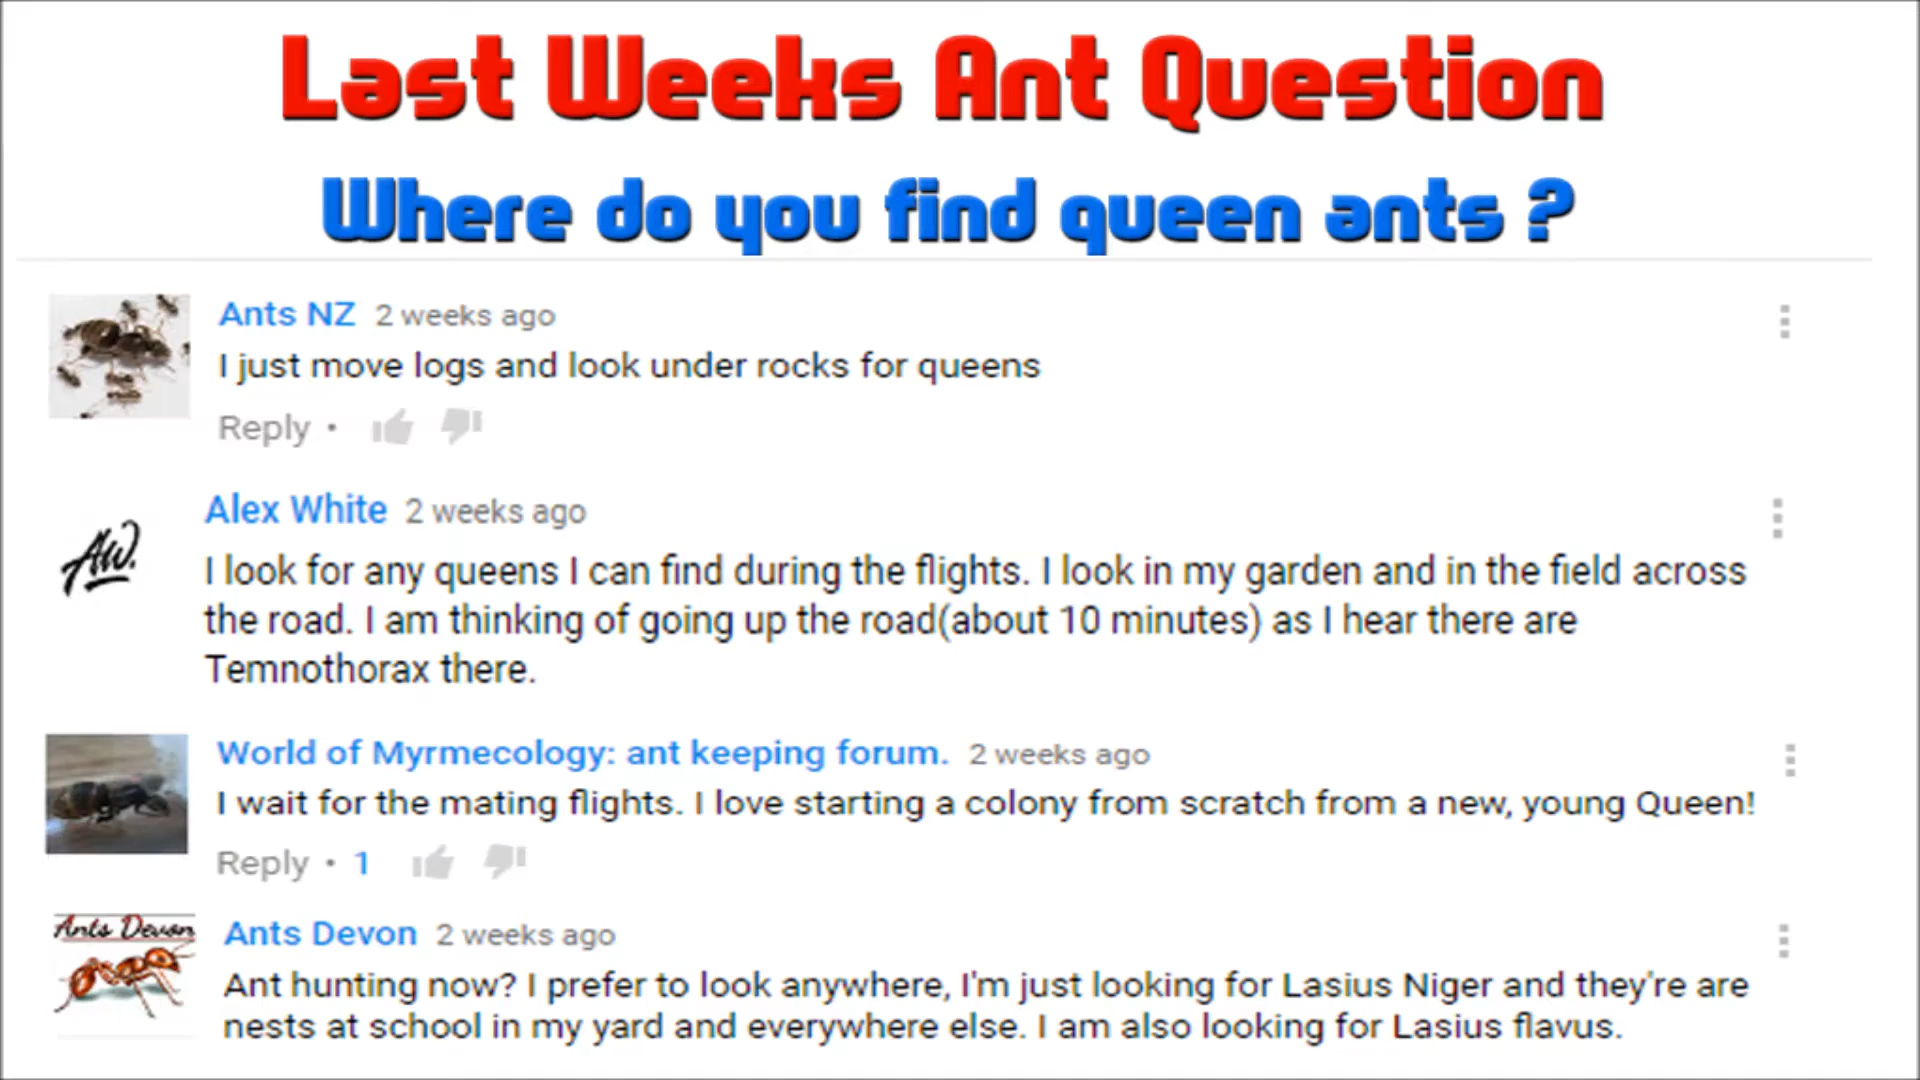 Last Weeks Ant Question
Where do you find queen ants ?
Ants NZ 2 weeks ago
I just move logs and look under rocks for queens
Reply •
Alex White 2 weeks ago
AW.
I look for any queens I can find during the flights. I look in my garden and in the field across
the road. I am thinking of going up the road(about 10 minutes) as I hear there are
Temnothorax there.
World of Myrmecology: ant keeping forum. 2 weeks ago
I wait for the mating flights. I love starting a colony from scratch from a new, young Queen!
Reply • 1
Ants Devon
Ants Devon 2 weeks ago
Ant hunting now? I prefer to look anywhere, I'm just looking for Lasius Niger and they're are
nests at school in my yard and everywhere else. I am also looking for Lasius flavus.